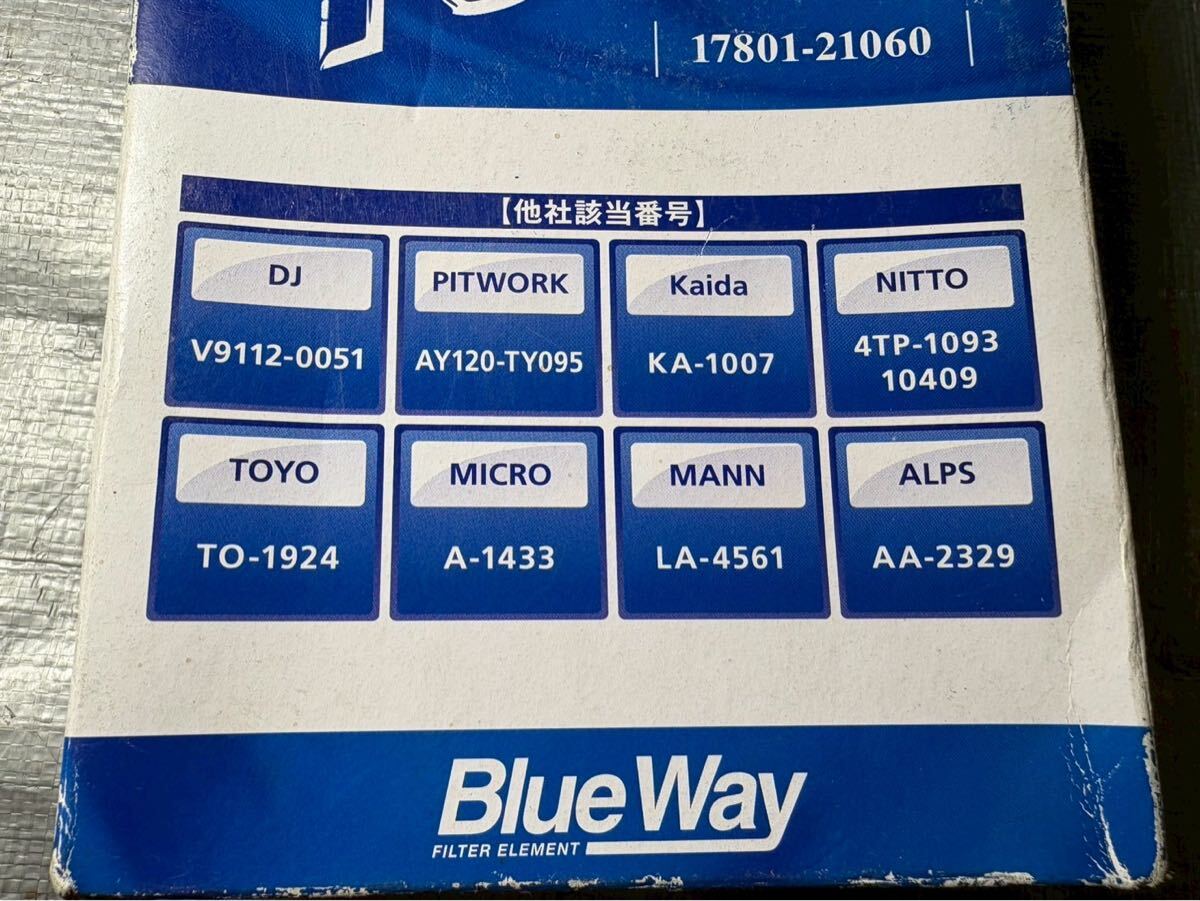 17801-21060
【他社該当番号】
DJ
V9112-0051
PITWORK
AY120-TY095
Kaida
KA-1007
NITTO
4TP-1093
10409
TOYO
TO-1924
MICRO
A-1433
MANN
LA-4561
ALPS
AA-2329
BlueWay
FILTER ELEMENT